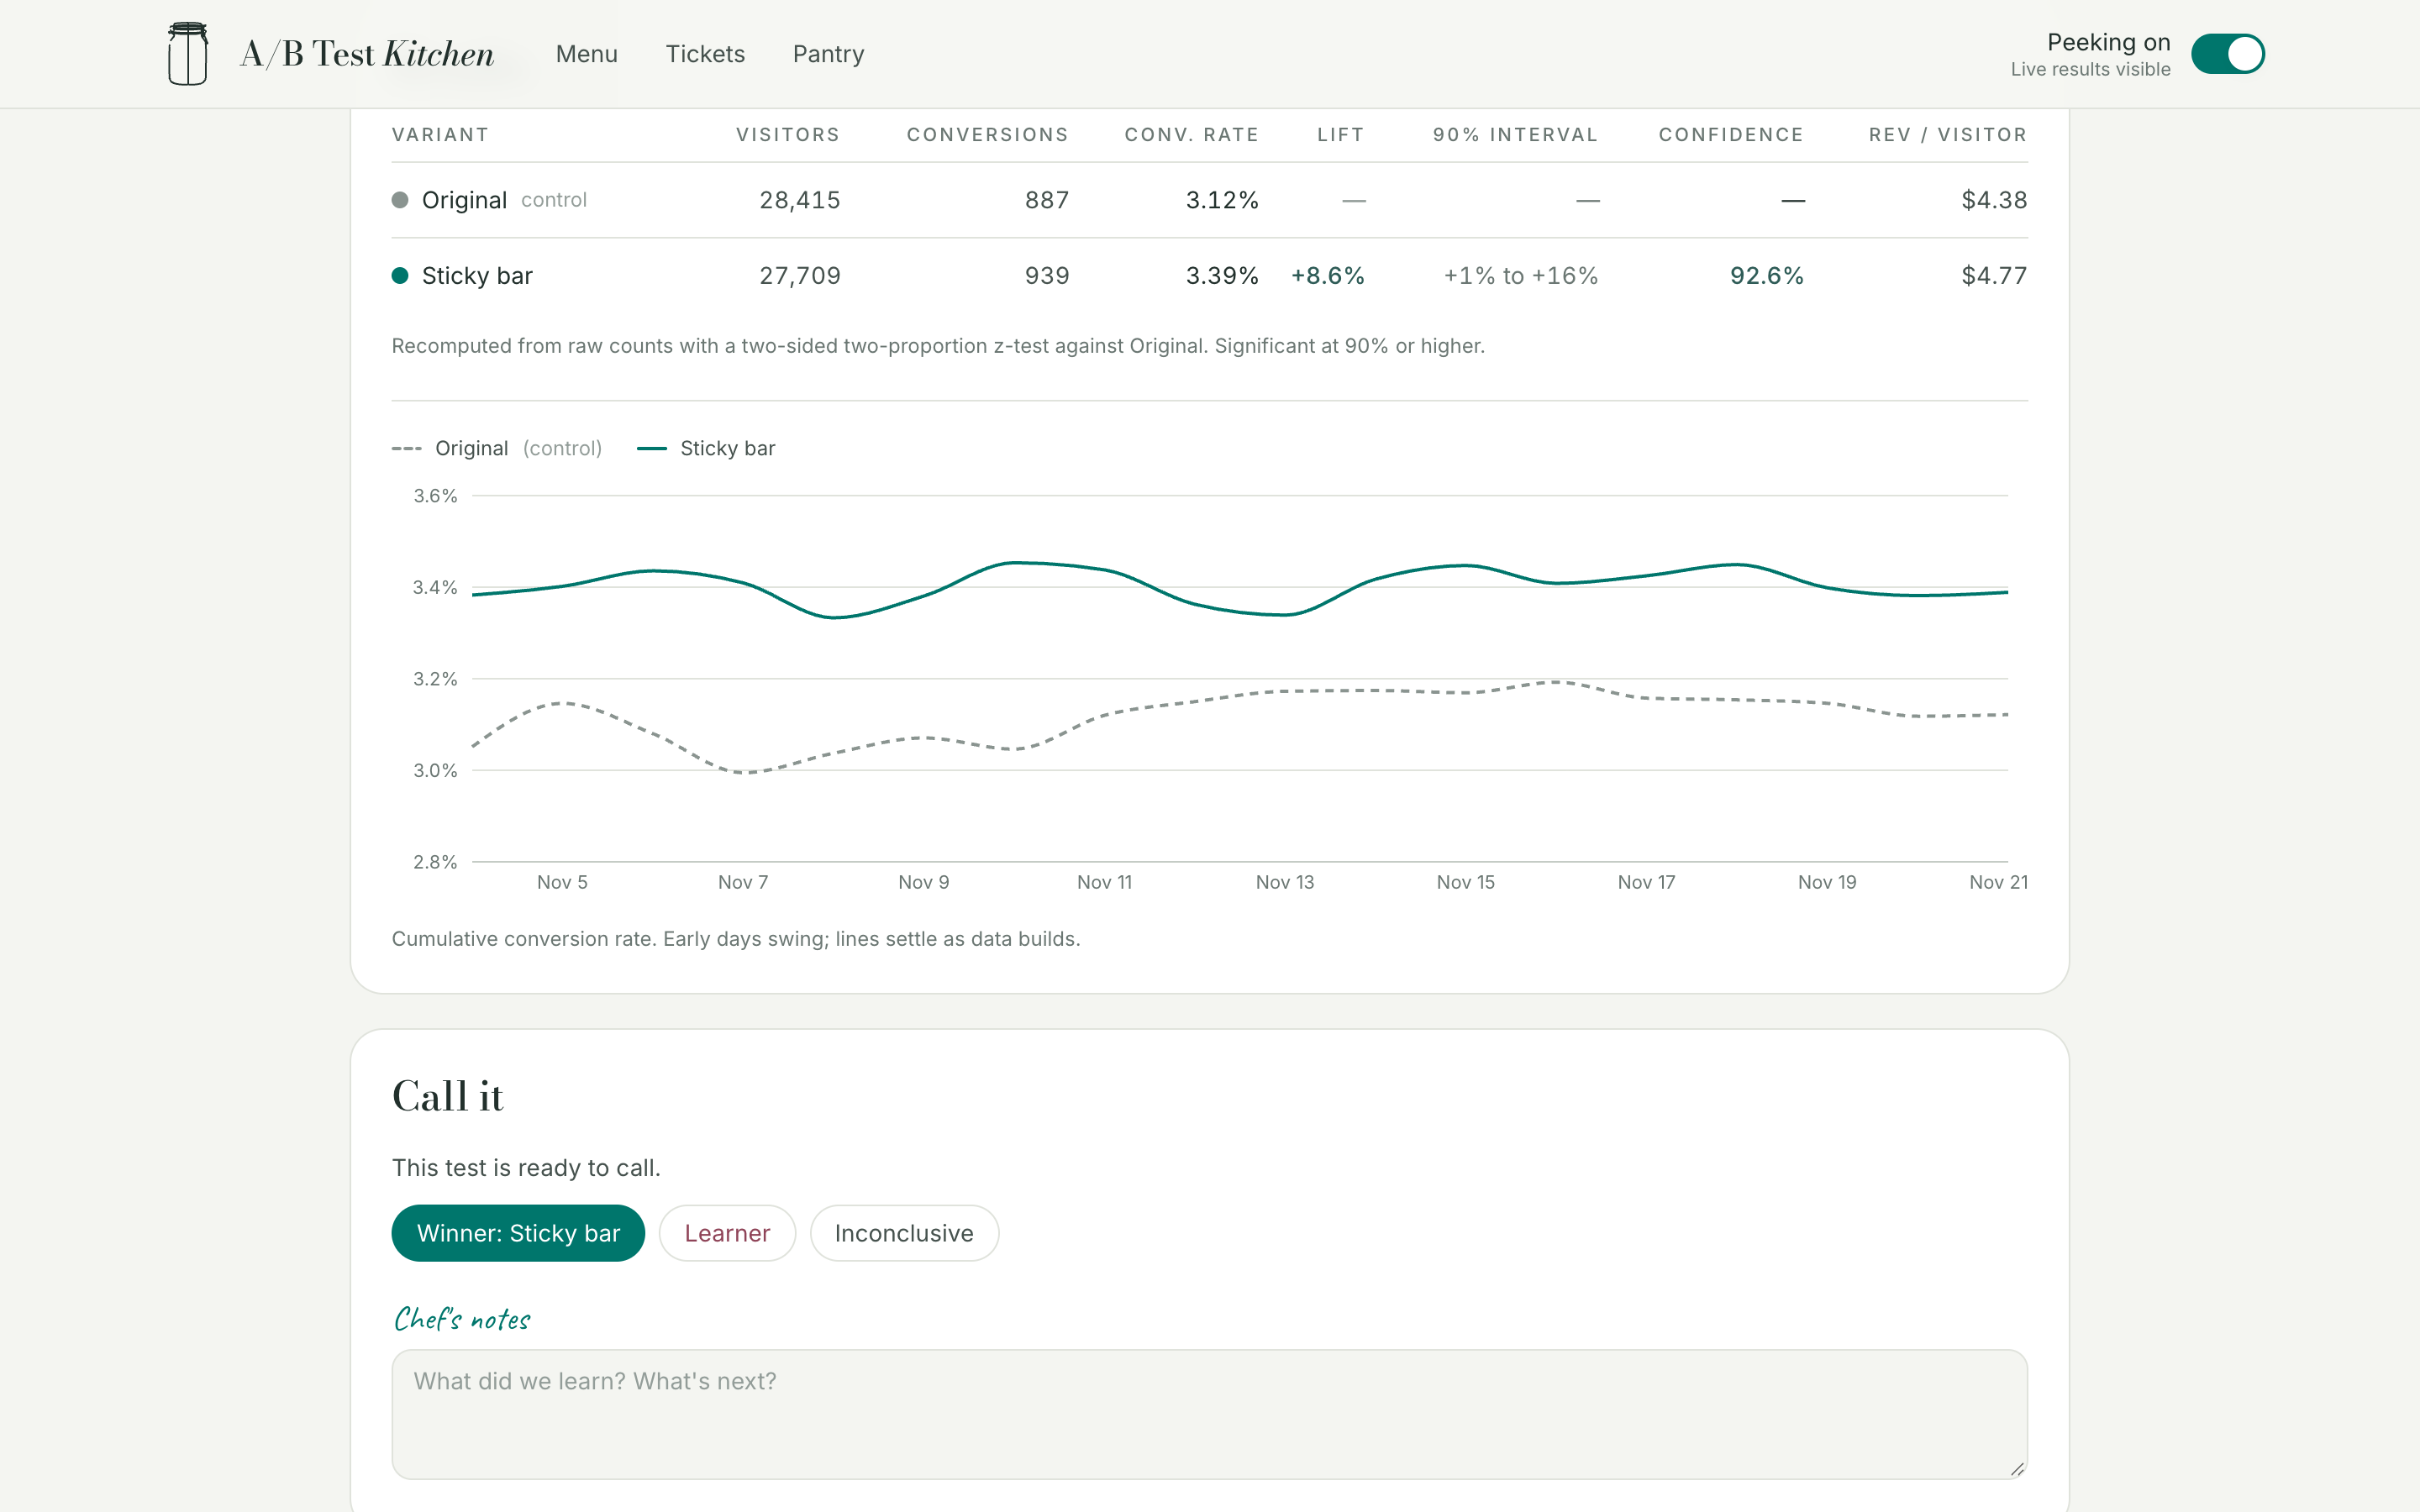 A/B Test Kitchen Menu Tickets Pantry Peeking on
Live results visible
VARIANT VISITORS CONVERSIONS CONV. RATE LIFT 90% INTERVAL CONFIDENCE REV / VISITOR
Original control 28,415 887 3.12% — — — $4.38
Sticky bar 27,709 939 3.39% +8.6% +1% to +16% 92.6% $4.77
Recomputed from raw counts with a two-sided two-proportion z-test against Original. Significant at 90% or higher.
Original (control) Sticky bar
3.6%
3.4%
3.2%
3.0%
2.8%
Nov 5 Nov 7 Nov 9 Nov 11 Nov 13 Nov 15 Nov 17 Nov 19 Nov 21
Cumulative conversion rate. Early days swing; lines settle as data builds.
Call it
This test is ready to call.
Winner: Sticky bar Learner Inconclusive
Chef's notes
What did we learn? What's next?